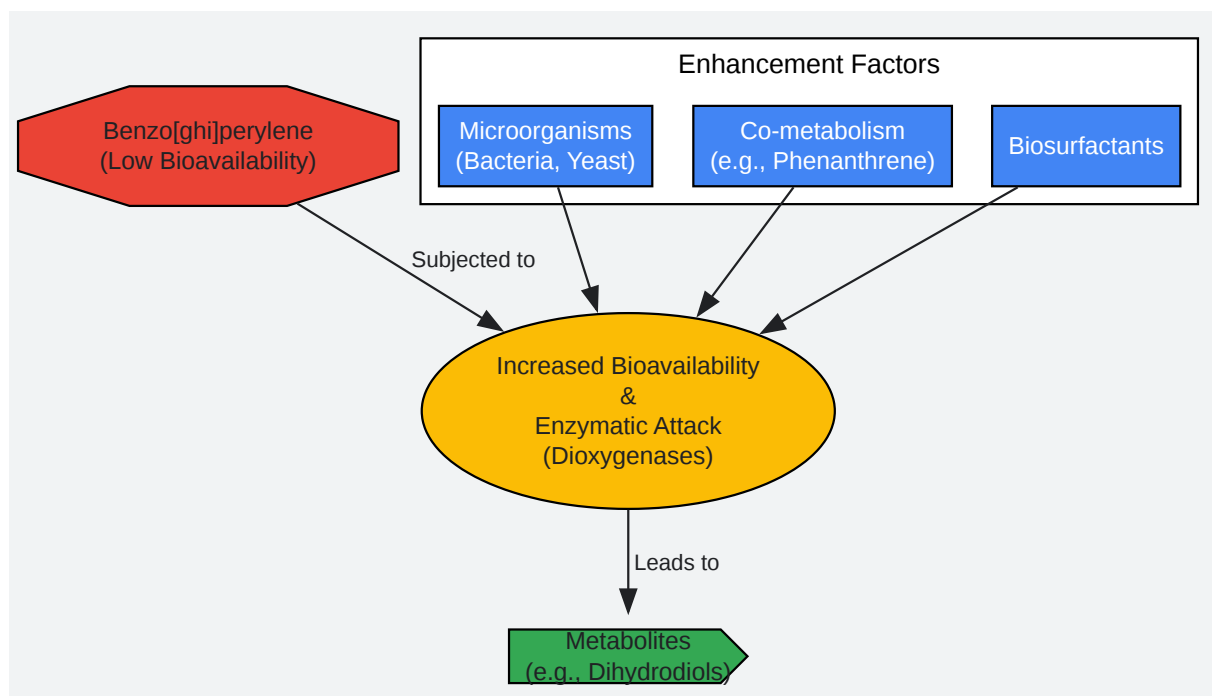 Enhancement Factors
Benzo[ghi]perylene
(Low Bioavailability)
Microorganisms
(Bacteria, Yeast)
Co-metabolism
(e.g., Phenanthrene)
Biosurfactants
Subjected to
Increased Bioavailability
&
Enzymatic Attack
(Dioxygenases)
Leads to
Metabolites
(e.g., Dihydrodiols)